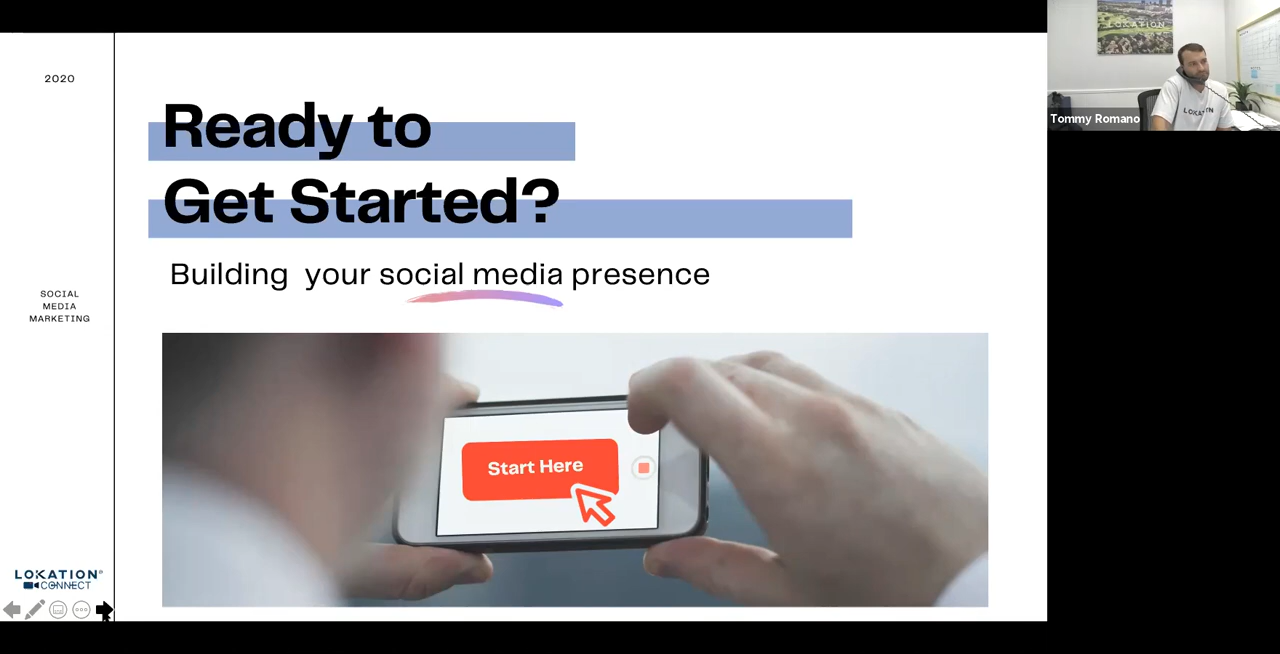 2020
Ready to
Get Started?
Building your social media presence
SOCIAL
MEDIA
MARKETING
Start Here
LOKATION®
CONNECT
LOKATION
Tommy Romano